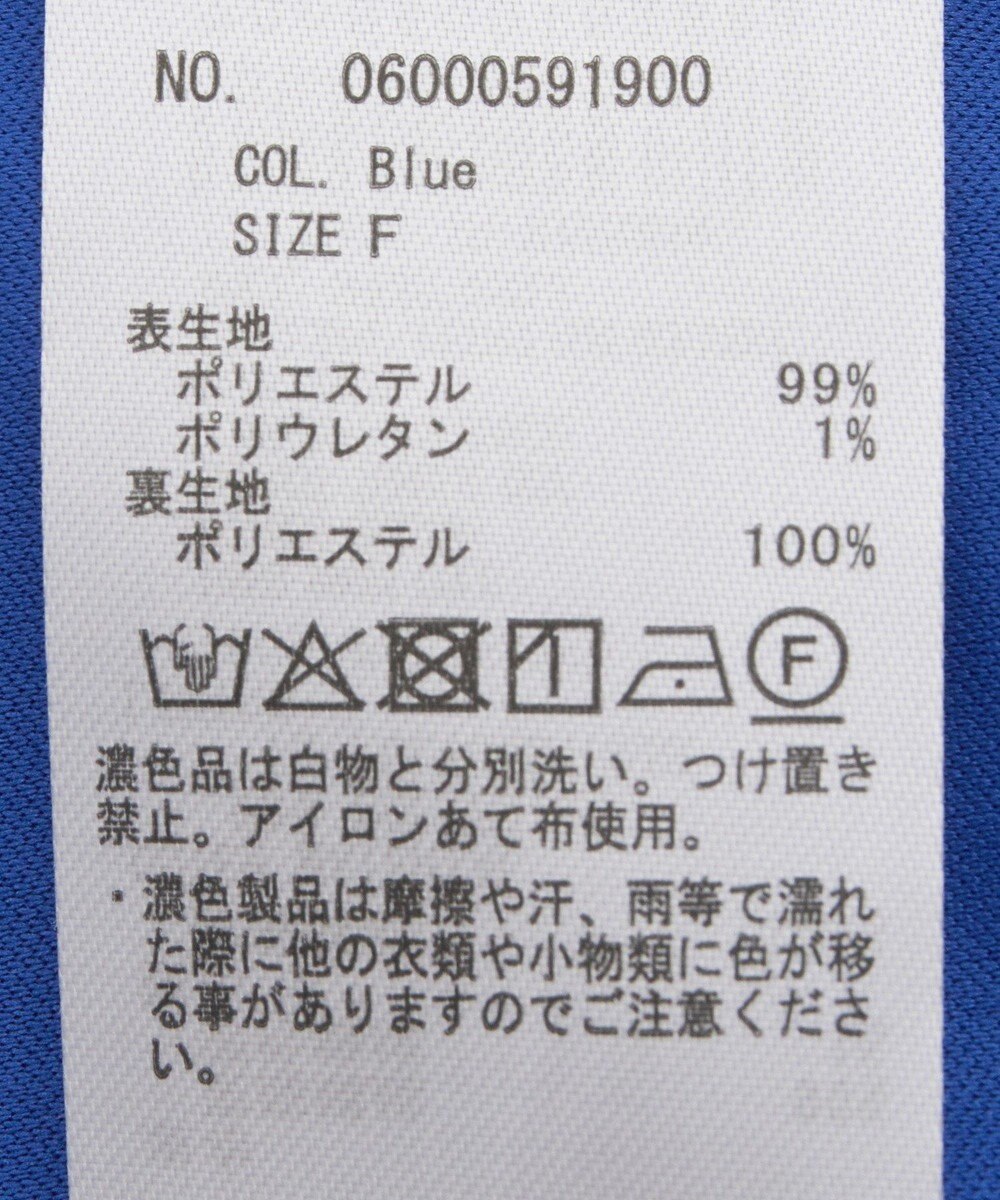 NO. 06000591900
COL. Blue
SIZE F
表生地
ポリエステル 99%
ポリウレタン 1%
裏生地
ポリエステル 100%
F
濃色品は白物と分別洗い。つけ置き
禁止。アイロンあて布使用。
・濃色製品は摩擦や汗、雨等で濡れ
た際に他の衣類や小物類に色が移
る事がありますのでご注意くださ
い。